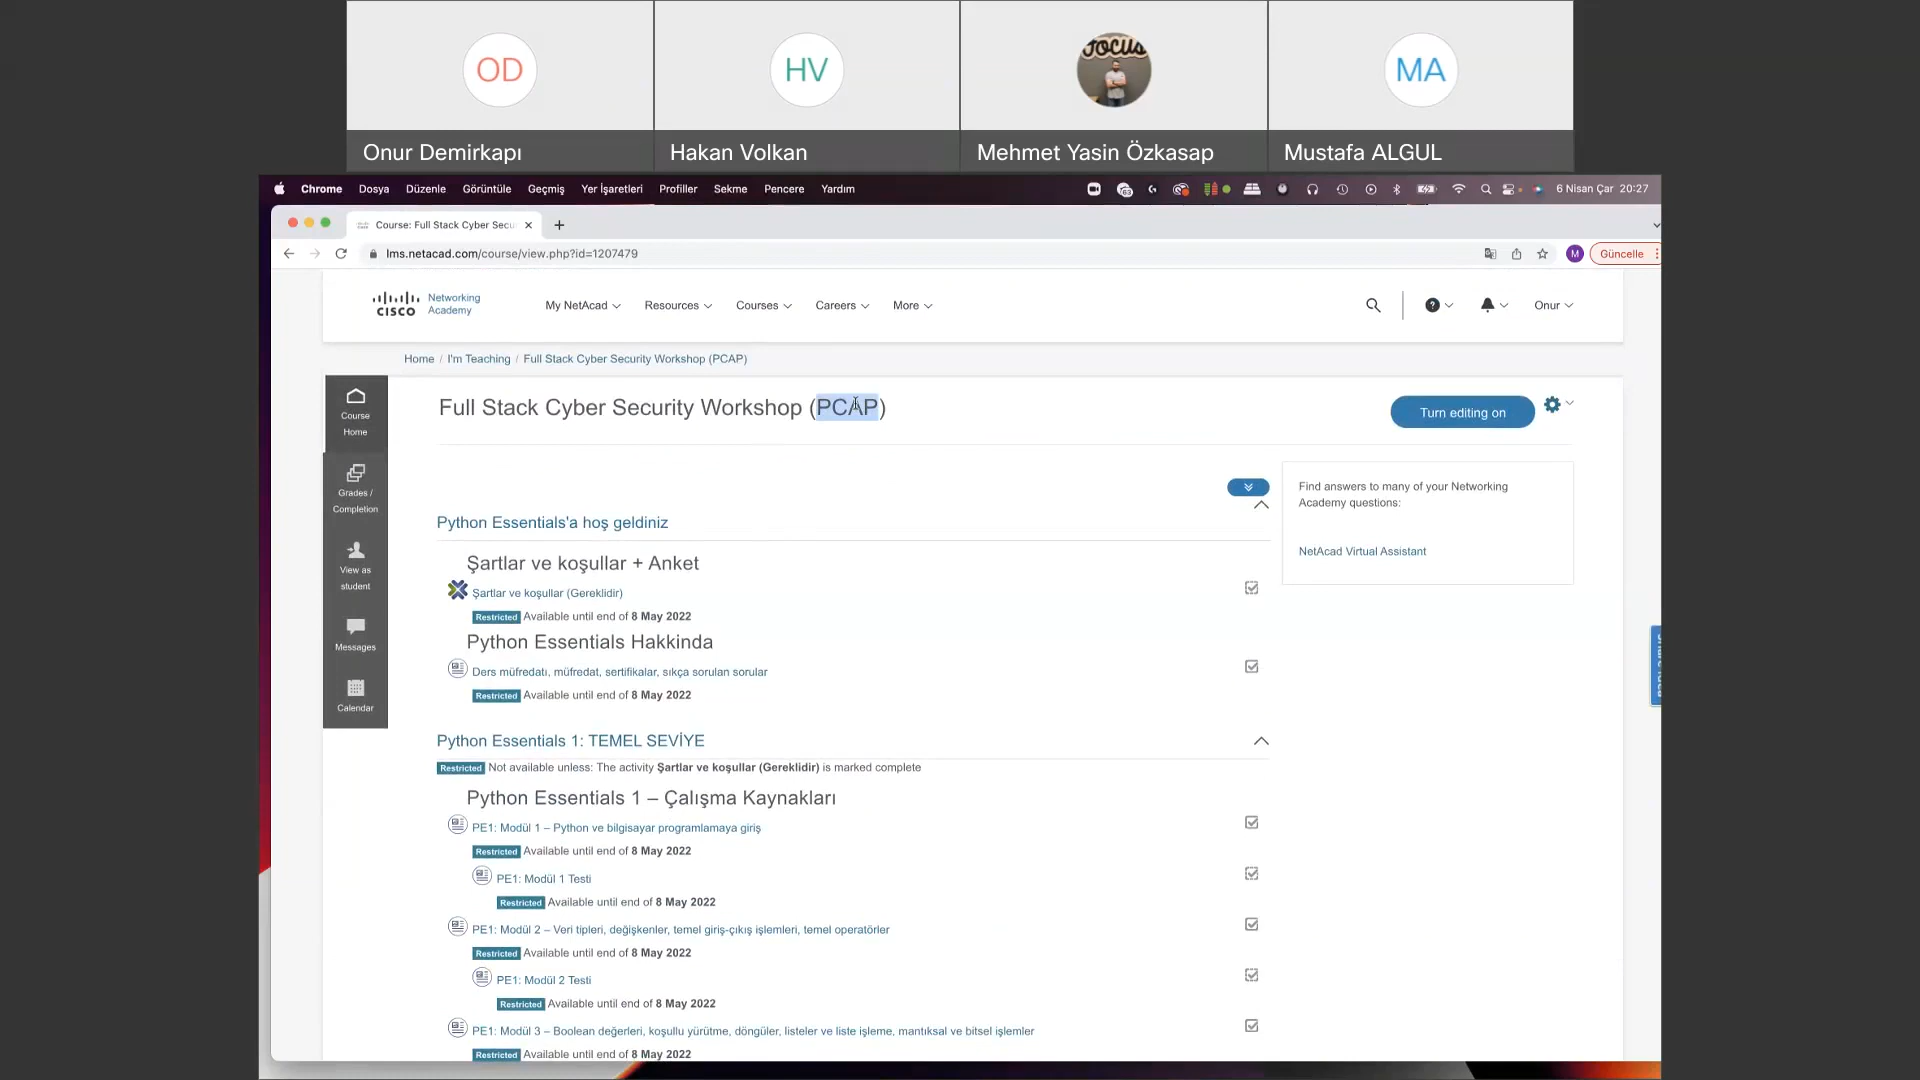 OD
HV
focus
MA
Onur Demirkapı
Hakan Volkan
Mehmet Yasin Özkasap
Mustafa ALGUL
Chrome Dosya Düzenle Görüntüle Geçmiş Yer İşaretleri Profiller Sekme Pencere Yardım
63
6 Nisan Çar 20:27
Course: Full Stack Cyber Secu
lms.netacad.com/course/view.php?id=1207479
M
Güncelle
CISCO
Networking
Academy
My NetAcad
Resources
Courses
Careers
More
Onur
Home / I'm Teaching / Full Stack Cyber Security Workshop (PCAP)
Course
Home
Grades /
Completion
View as
student
Messages
Calendar
Full Stack Cyber Security Workshop (PCAP)
Turn editing on
Find answers to many of your Networking
Academy questions:
NetAcad Virtual Assistant
Python Essentials'a hoş geldiniz
Şartlar ve koşullar + Anket
Şartlar ve koşullar (Gereklidir)
Restricted Available until end of 8 May 2022
Python Essentials Hakkinda
Ders müfredatı, müfredat, sertifikalar, sıkça sorulan sorular
Restricted Available until end of 8 May 2022
Python Essentials 1: TEMEL SEVİYE
Restricted Not available unless: The activity Şartlar ve koşullar (Gereklidir) is marked complete
Python Essentials 1 – Çalışma Kaynakları
PE1: Modül 1 – Python ve bilgisayar programlamaya giriş
Restricted Available until end of 8 May 2022
PE1: Modül 1 Testi
Restricted Available until end of 8 May 2022
PE1: Modül 2 – Veri tipleri, değişkenler, temel giriş-çıkış işlemleri, temel operatörler
Restricted Available until end of 8 May 2022
PE1: Modül 2 Testi
Restricted Available until end of 8 May 2022
PE1: Modül 3 – Boolean değerleri, koşullu yürütme, döngüler, listeler ve liste işleme, mantıksal ve bitsel işlemler
Restricted Available until end of 8 May 2022